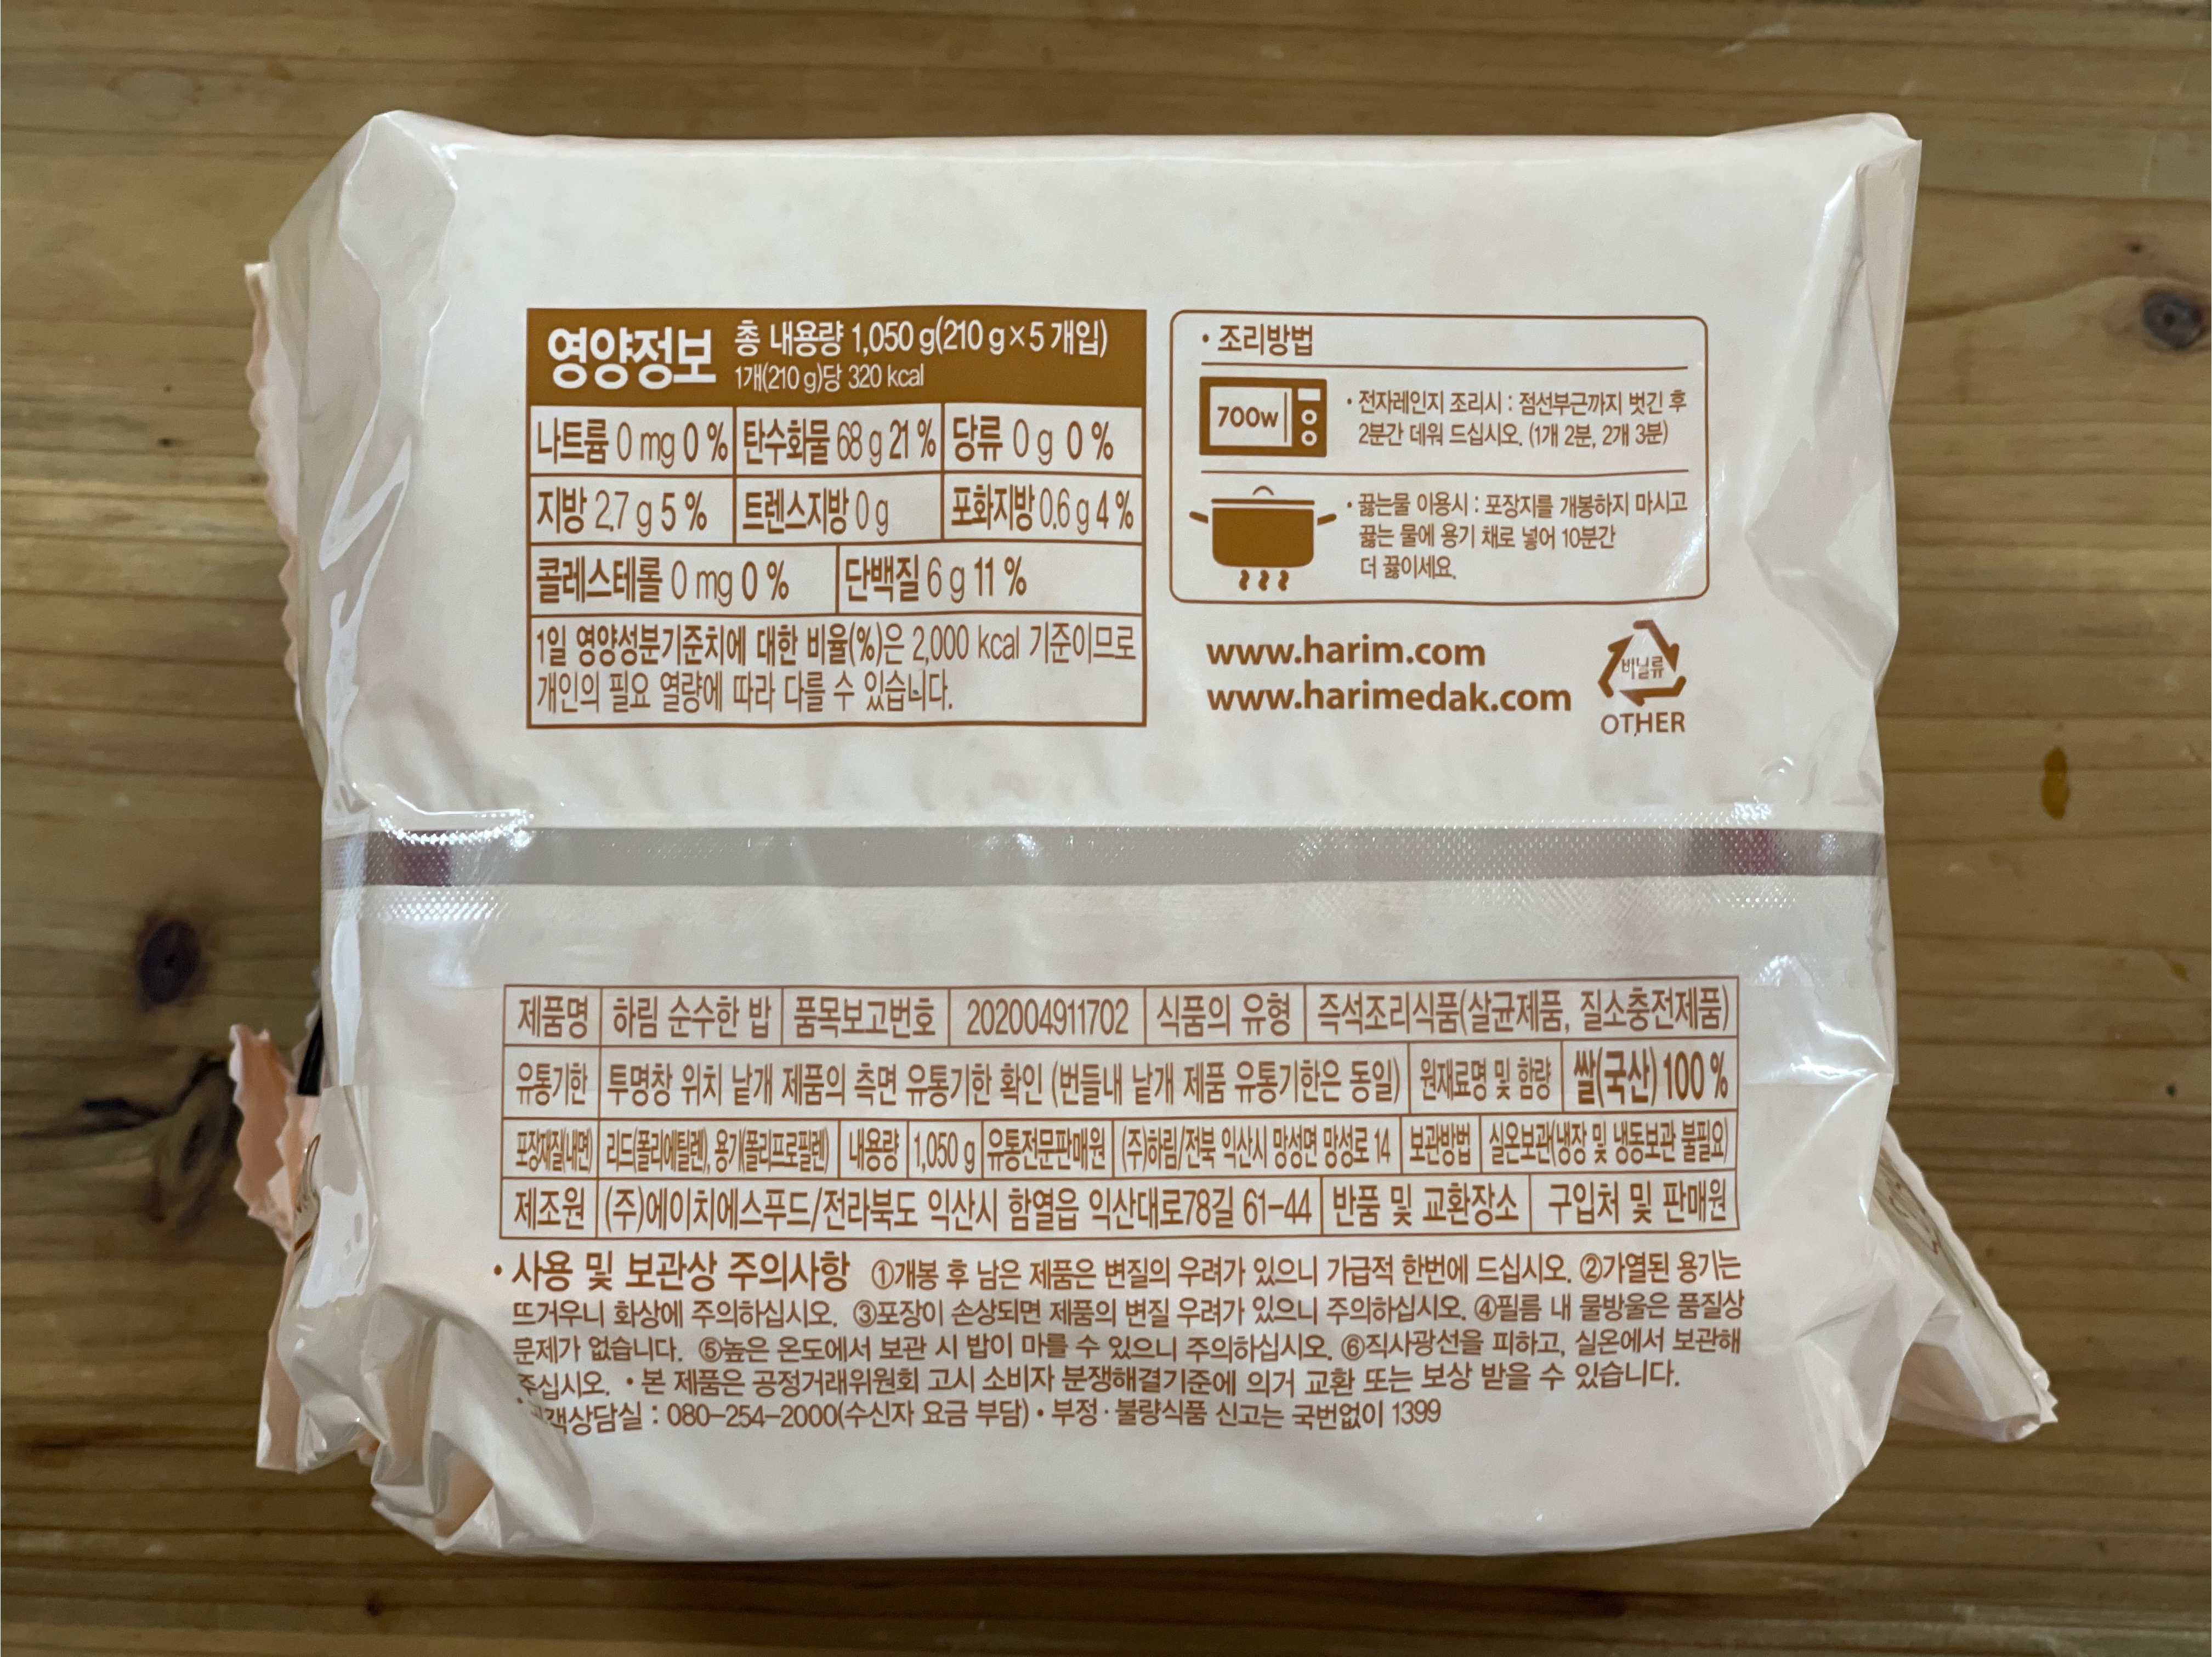 영양정보 총 내용량 1,050 g(210 g×5 개입)
1개(210 g)당 320 kcal
나트륨 0 mg 0 % 탄수화물 68 g 21 % 당류 0 g 0 %
지방 2.7 g 5 % 트렌스지방 0 g 포화지방 0.6 g 4 %
콜레스테롤 0 mg 0 % 단백질 6 g 11 %
1일 영양성분기준치에 대한 비율(%)은 2,000 kcal 기준이므로
개인의 필요 열량에 따라 다를 수 있습니다.
• 조리방법
700w
• 전자레인지 조리시 : 점선부근까지 벗긴 후
2분간 데워 드십시오. (1개 2분, 2개 3분)
• 끓는물 이용시 : 포장지를 개봉하지 마시고
끓는 물에 용기 채로 넣어 10분간
더 끓이세요.
www.harim.com
www.harimedak.com
비닐류
OTHER
제품명 하림 순수한 밥 품목보고번호 202004911702 식품의 유형 즉석조리식품(살균제품, 질소충전제품)
유통기한 투명창 위치 낱개 제품의 측면 유통기한 확인 (번들내 낱개 제품 유통기한은 동일) 원재료명 및 함량 쌀(국산) 100 %
포장재질(내면) 리드(폴리에틸렌), 용기(폴리프로필렌) 내용량 1,050 g 유통전문판매원 (주)하림/전북 익산시 망성면 망성로 14 보관방법 실온보관(냉장 및 냉동보관 불필요)
제조원 (주)에이치에스푸드/전라북도 익산시 함열읍 익산대로78길 61-44 반품 및 교환장소 구입처 및 판매원
• 사용 및 보관상 주의사항 ①개봉 후 남은 제품은 변질의 우려가 있으니 가급적 한번에 드십시오. ②가열된 용기는
뜨거우니 화상에 주의하십시오. ③포장이 손상되면 제품의 변질 우려가 있으니 주의하십시오. ④필름 내 물방울은 품질상
문제가 없습니다. ⑤높은 온도에서 보관 시 밥이 마를 수 있으니 주의하십시오. ⑥직사광선을 피하고, 실온에서 보관해
주십시오. • 본 제품은 공정거래위원회 고시 소비자 분쟁해결기준에 의거 교환 또는 보상 받을 수 있습니다.
• 고객상담실 : 080-254-2000(수신자 요금 부담) • 부정 · 불량식품 신고는 국번없이 1399